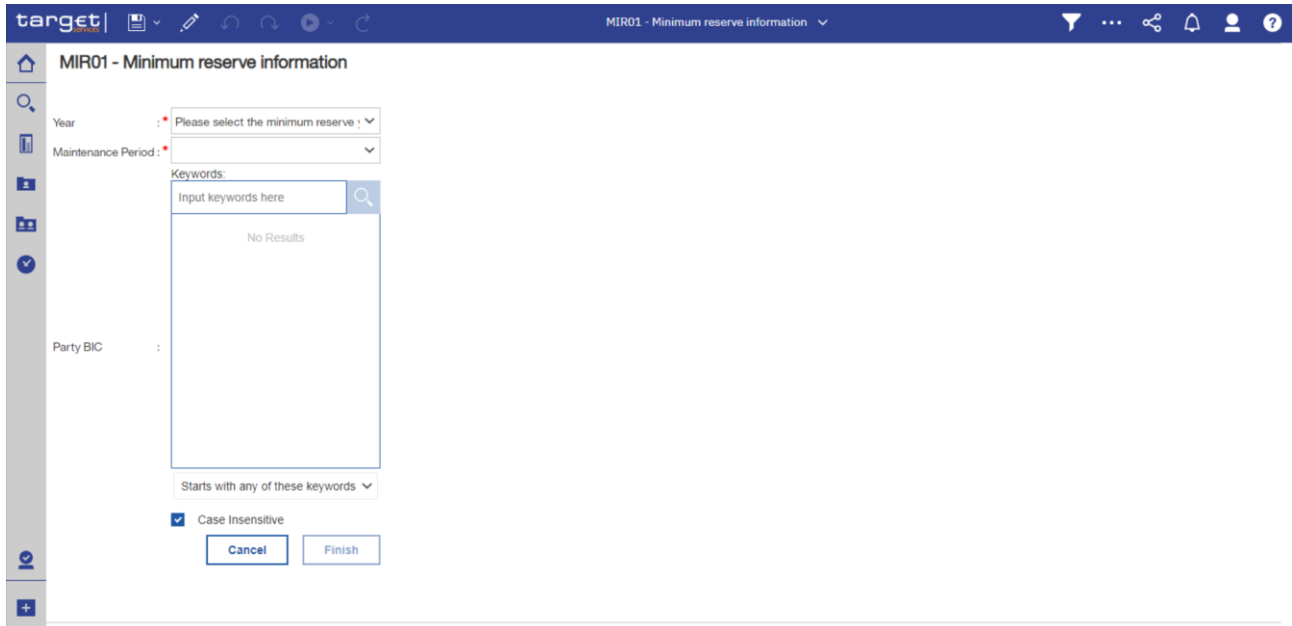 target|
SERVICES
MIR01 - Minimum reserve information
MIR01 - Minimum reserve information
Year :* Please select the minimum reserve
Maintenance Period : *
Keywords:
Input keywords here
No Results
Party BIC :
Starts with any of these keywords
Case Insensitive
Cancel Finish